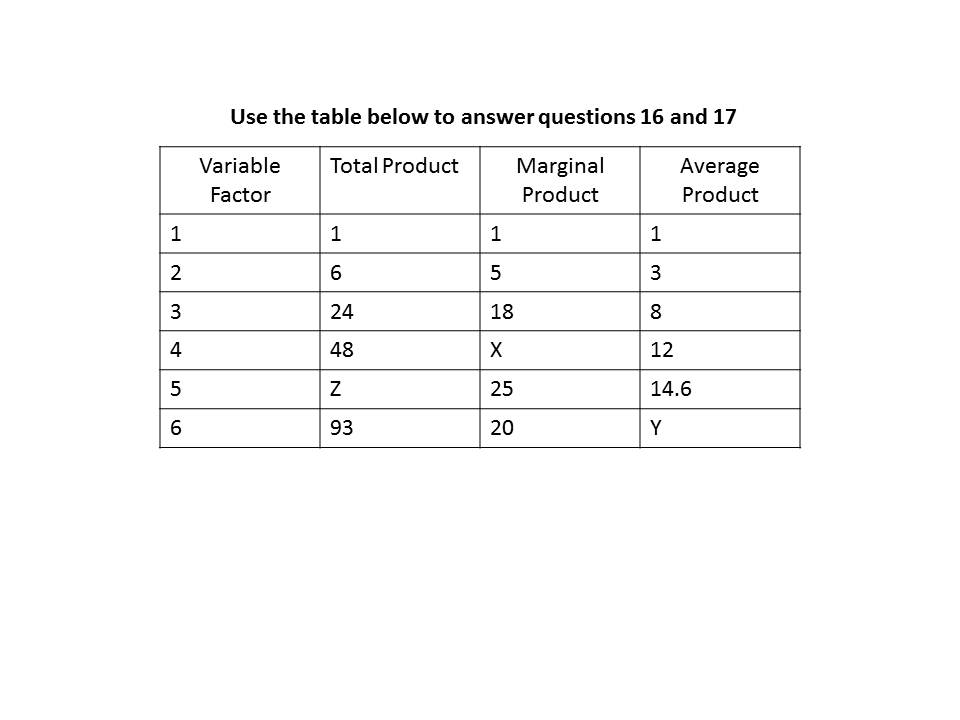 Use the table below to answer questions 16 and 17
Variable Factor Total Product Marginal Product Average Product
1 1 1 1
2 6 5 3
3 24 18 8
4 48 X 12
5 Z 25 14.6
6 93 20 Y